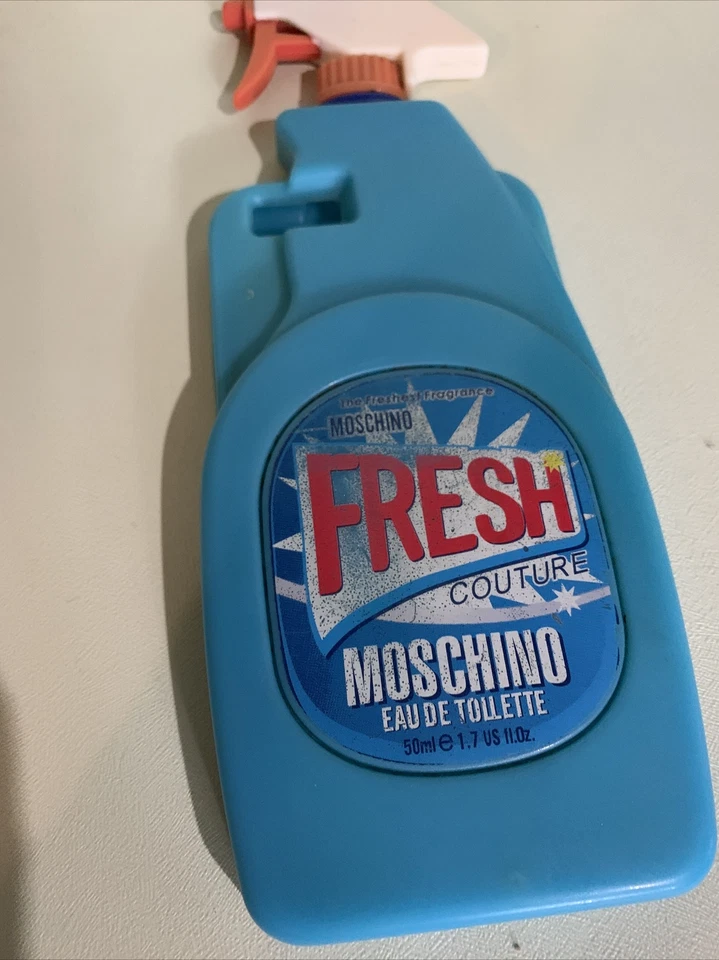 The Freshest Fragrance
MOSCHINO
FRESH
COUTURE
MOSCHINO
EAU DE TOILETTE
50ml e 1.7 US fl.Oz.